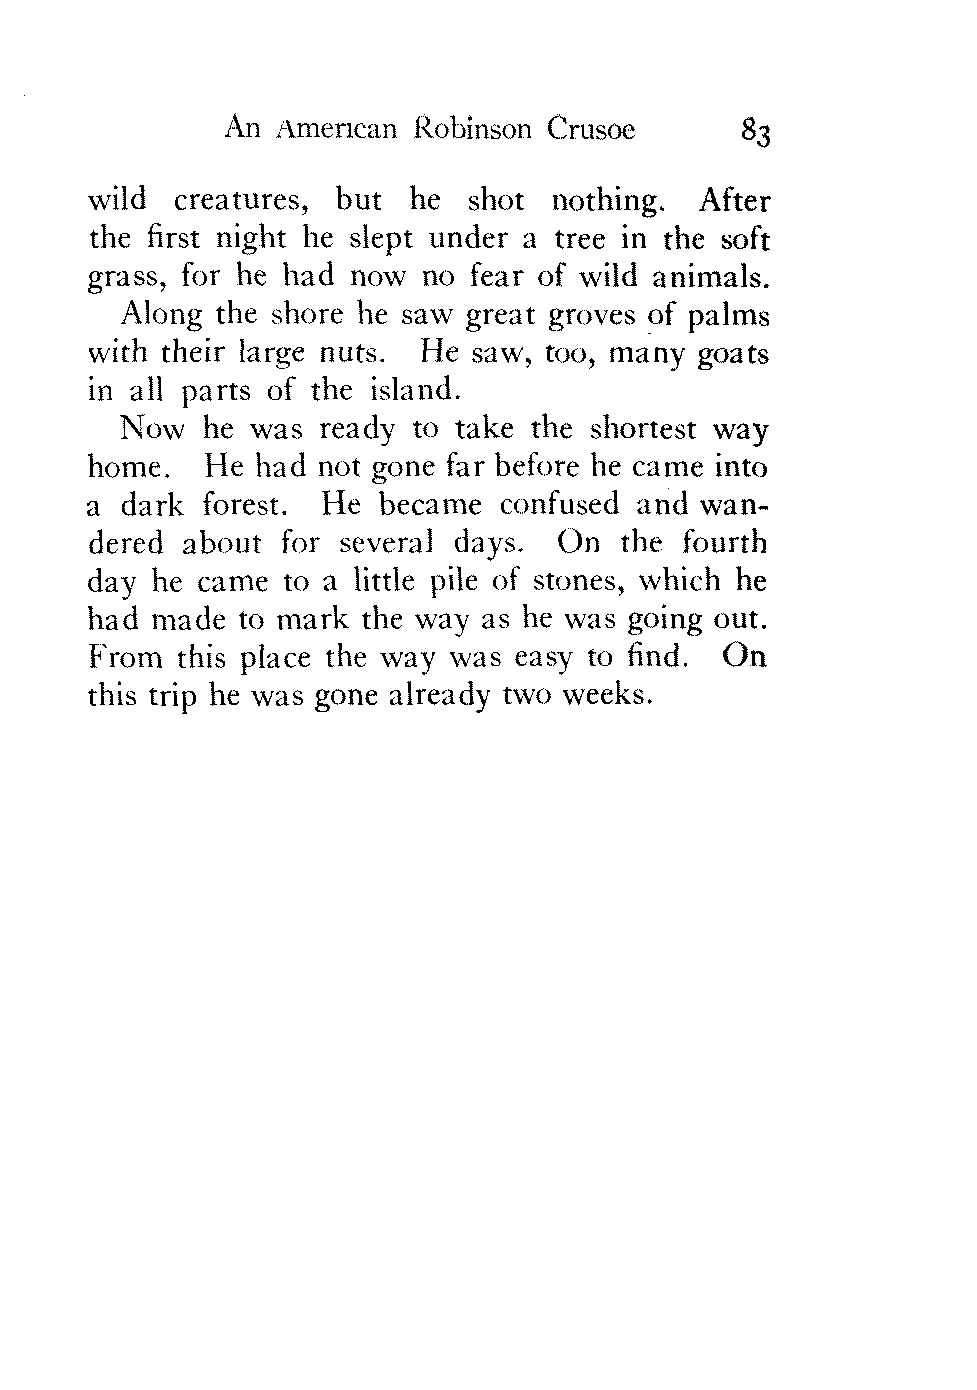 An American Robinson Crusoe 83
wild creatures, but he shot nothing. After
the first night he slept under a tree in the soft
grass, for he had now no fear of wild animals.
Along the shore he saw great groves of palms
with their large nuts. He saw, too, many goats
in all parts of the island.
Now he was ready to take the shortest way
home. He had not gone far before he came into
a dark forest. He became confused and wan-
dered about for several days. On the fourth
day he came to a little pile of stones, which he
had made to mark the way as he was going out.
From this place the way was easy to find. On
this trip he was gone already two weeks.